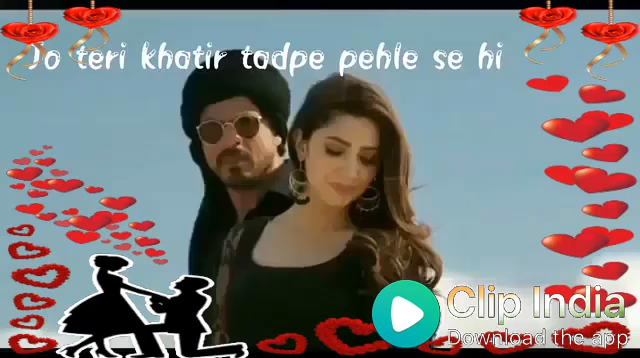 Jo teri khatir tadpe pehle se hi
Clip India
Download the app